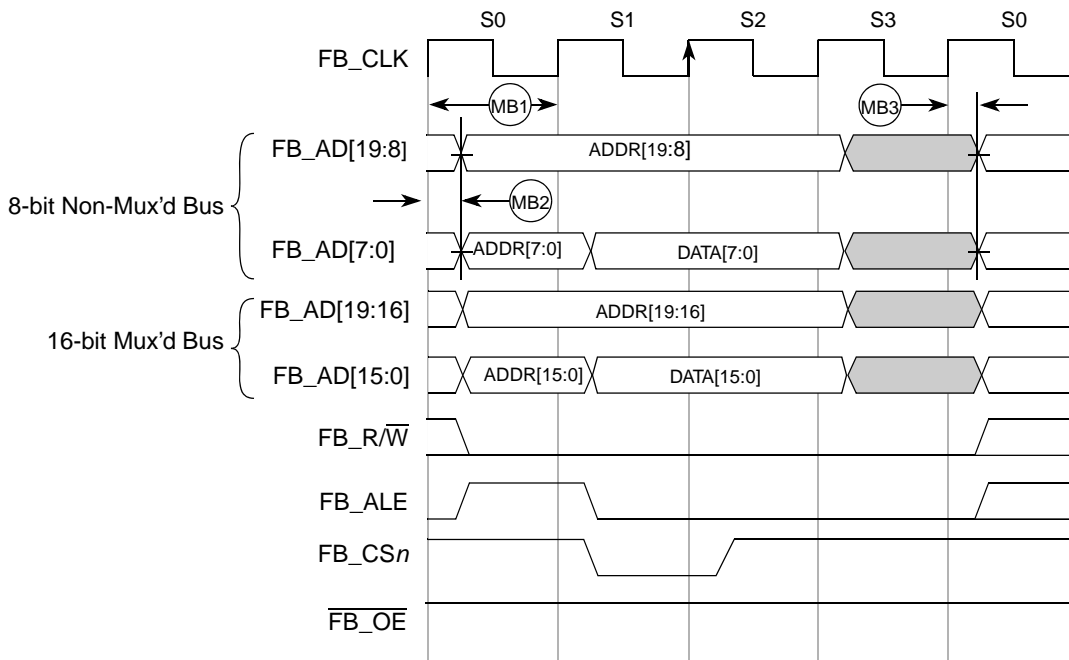 S0 S1 S2 S3 S0
FB_CLK
MB1 MB3
FB_AD[19:8] ADDR[19:8]
8-bit Non-Mux'd Bus
MB2
FB_AD[7:0] ADDR[7:0] DATA[7:0]
FB_AD[19:16] ADDR[19:16]
16-bit Mux'd Bus
FB_AD[15:0] ADDR[15:0] DATA[15:0]
FB_R/W̅
FB_ALE
FB_CSn
F̅B̅_̅O̅E̅